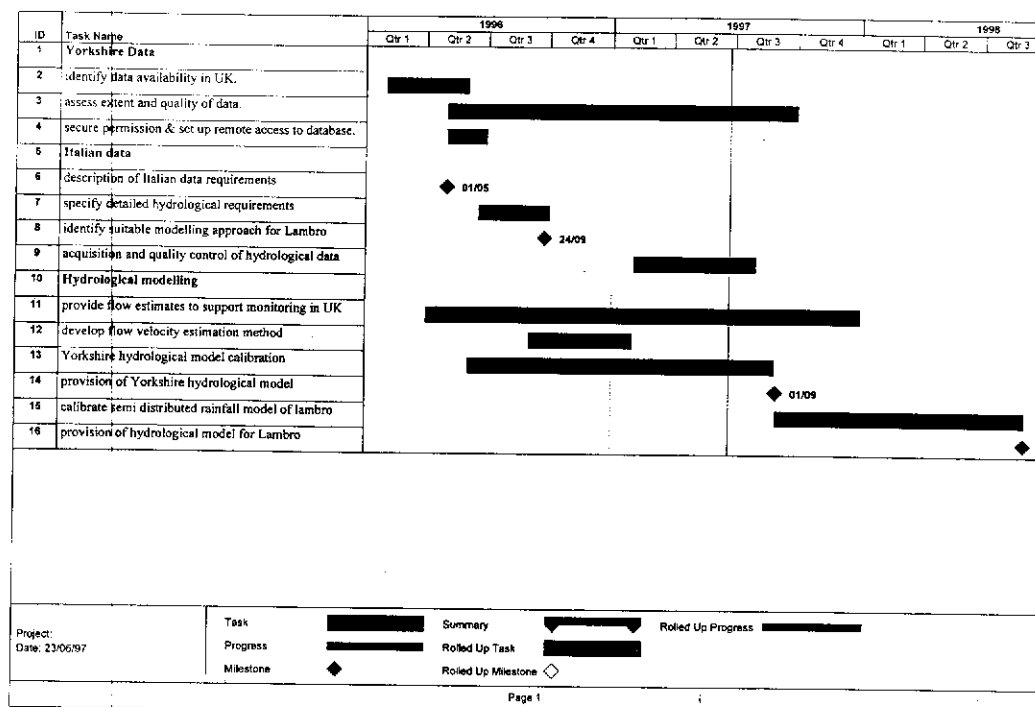 1996 1997 1998
ID Task Name Qtr 1 Qtr 2 Qtr 3 Qtr 4 Qtr 1 Qtr 2 Qtr 3 Qtr 4 Qtr 1 Qtr 2 Qtr 3
1 Yorkshire Data
2 identify data availability in UK.
3 assess extent and quality of data.
4 secure permission & set up remote access to database.
5 Italian data
6 description of Italian data requirements 01/05
7 specify detailed hydrological requirements
8 identify suitable modelling approach for Lambro 24/09
9 acquisition and quality control of hydrological data
10 Hydrological modelling
11 provide flow estimates to support monitoring in UK
12 develop flow velocity estimation method
13 Yorkshire hydrological model calibration
14 provision of Yorkshire hydrological model 01/09
15 calibrate semi distributed rainfall model of lambro
16 provision of hydrological model for Lambro
Project:
Date: 23/06/97
Task Summary Rolled Up Progress
Progress Rolled Up Task
Milestone Rolled Up Milestone
Page 1